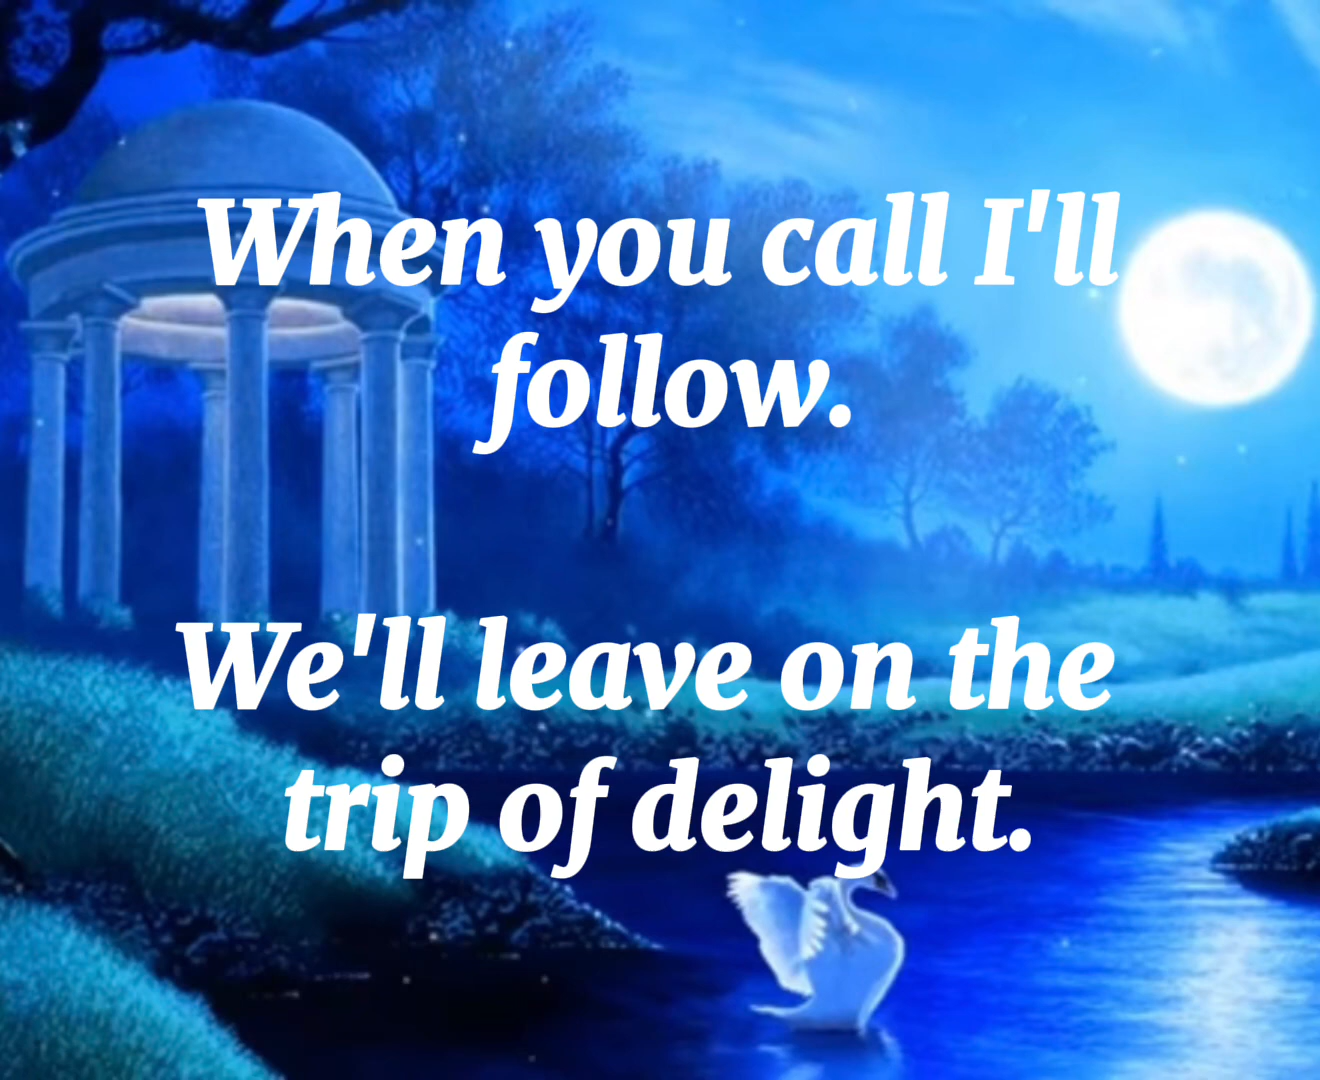 When you call I'll
follow.
We'll leave on the
trip of delight.